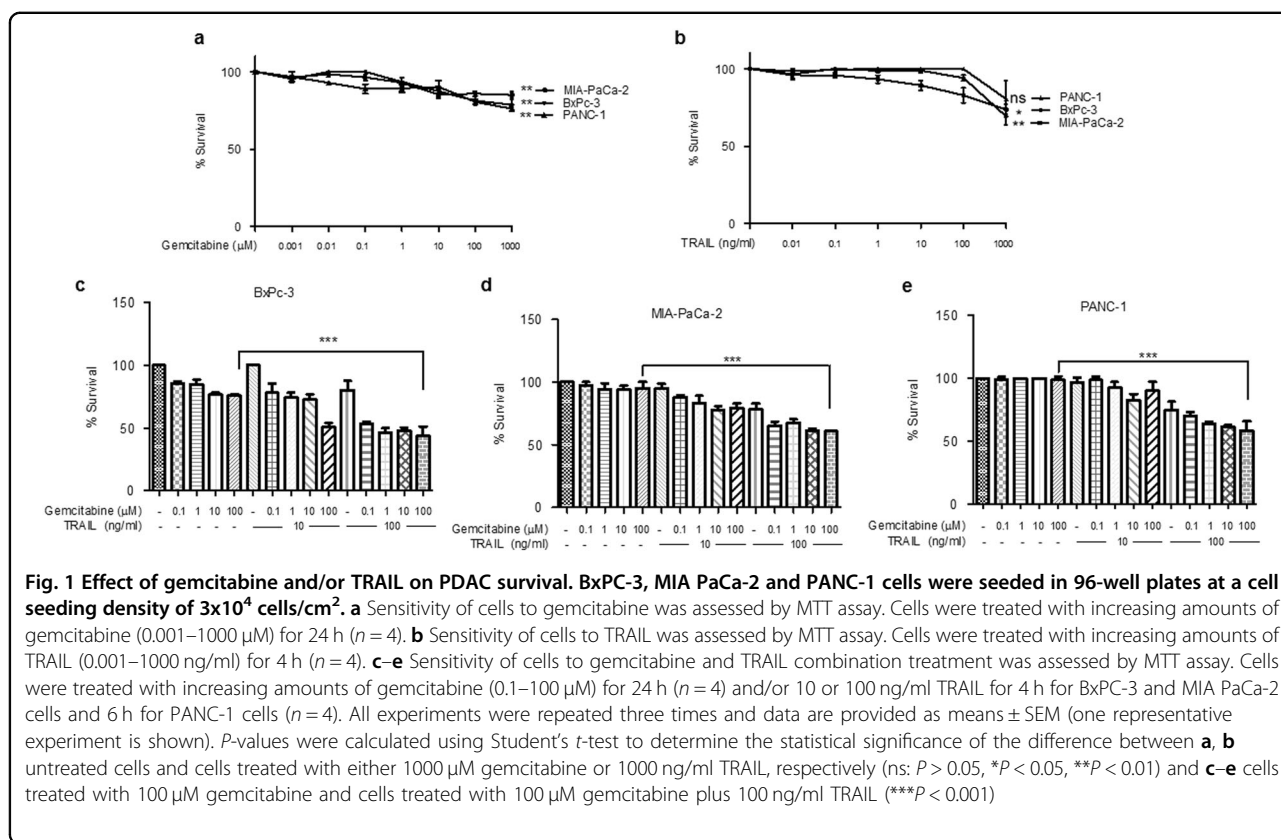 a
100
50
0
% Survival
** MIA-PaCa-2
** BxPc-3
** PANC-1
Gemcitabine (µM) 0.001 0.01 0.1 1 10 100 1000
b
100
50
0
% Survival
ns PANC-1
* BxPc-3
** MIA-PaCa-2
TRAIL (ng/ml) 0.01 0.1 1 10 100 1000
c
BxPc-3
150
100
50
0
% Survival
***
Gemcitabine (µM) - 0.1 1 10 100 - 0.1 1 10 100 - 0.1 1 10 100
TRAIL (ng/ml) - - - - - 10 100
d
MIA-PaCa-2
150
100
50
0
% Survival
***
Gemcitabine (µM) - 0.1 1 10 100 - 0.1 1 10 100 - 0.1 1 10 100
TRAIL (ng/ml) - - - - - 10 100
e
PANC-1
150
100
50
0
% Survival
***
Gemcitabine (µM) - 0.1 1 10 100 - 0.1 1 10 100 - 0.1 1 10 100
TRAIL (ng/ml) - - - - - 10 100
Fig. 1 Effect of gemcitabine and/or TRAIL on PDAC survival. BxPC-3, MIA PaCa-2 and PANC-1 cells were seeded in 96-well plates at a cell
seeding density of 3x10⁴ cells/cm². a Sensitivity of cells to gemcitabine was assessed by MTT assay. Cells were treated with increasing amounts of
gemcitabine (0.001–1000 µM) for 24 h (n = 4). b Sensitivity of cells to TRAIL was assessed by MTT assay. Cells were treated with increasing amounts of
TRAIL (0.001–1000 ng/ml) for 4 h (n = 4). c–e Sensitivity of cells to gemcitabine and TRAIL combination treatment was assessed by MTT assay. Cells
were treated with increasing amounts of gemcitabine (0.1–100 µM) for 24 h (n = 4) and/or 10 or 100 ng/ml TRAIL for 4 h for BxPC-3 and MIA PaCa-2
cells and 6 h for PANC-1 cells (n = 4). All experiments were repeated three times and data are provided as means ± SEM (one representative
experiment is shown). P-values were calculated using Student's t-test to determine the statistical significance of the difference between a, b
untreated cells and cells treated with either 1000 µM gemcitabine or 1000 ng/ml TRAIL, respectively (ns: P > 0.05, *P < 0.05, **P < 0.01) and c–e cells
treated with 100 µM gemcitabine and cells treated with 100 µM gemcitabine plus 100 ng/ml TRAIL (***P < 0.001)